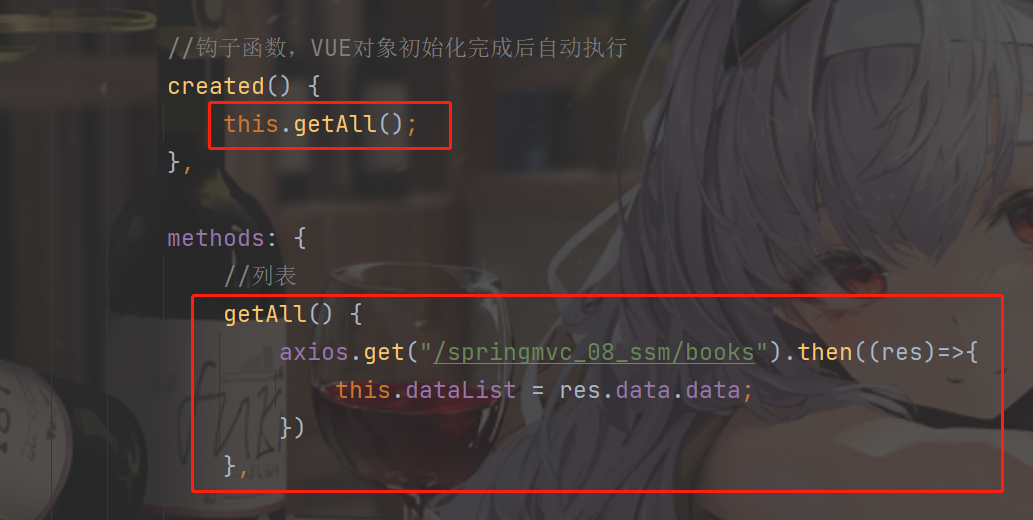 //钩子函数，VUE对象初始化完成后自动执行
created() {
this.getAll();
},
methods: {
//列表
getAll() {
axios.get("/springmvc_08_ssm/books").then((res)=>{
this.dataList = res.data.data;
})
},